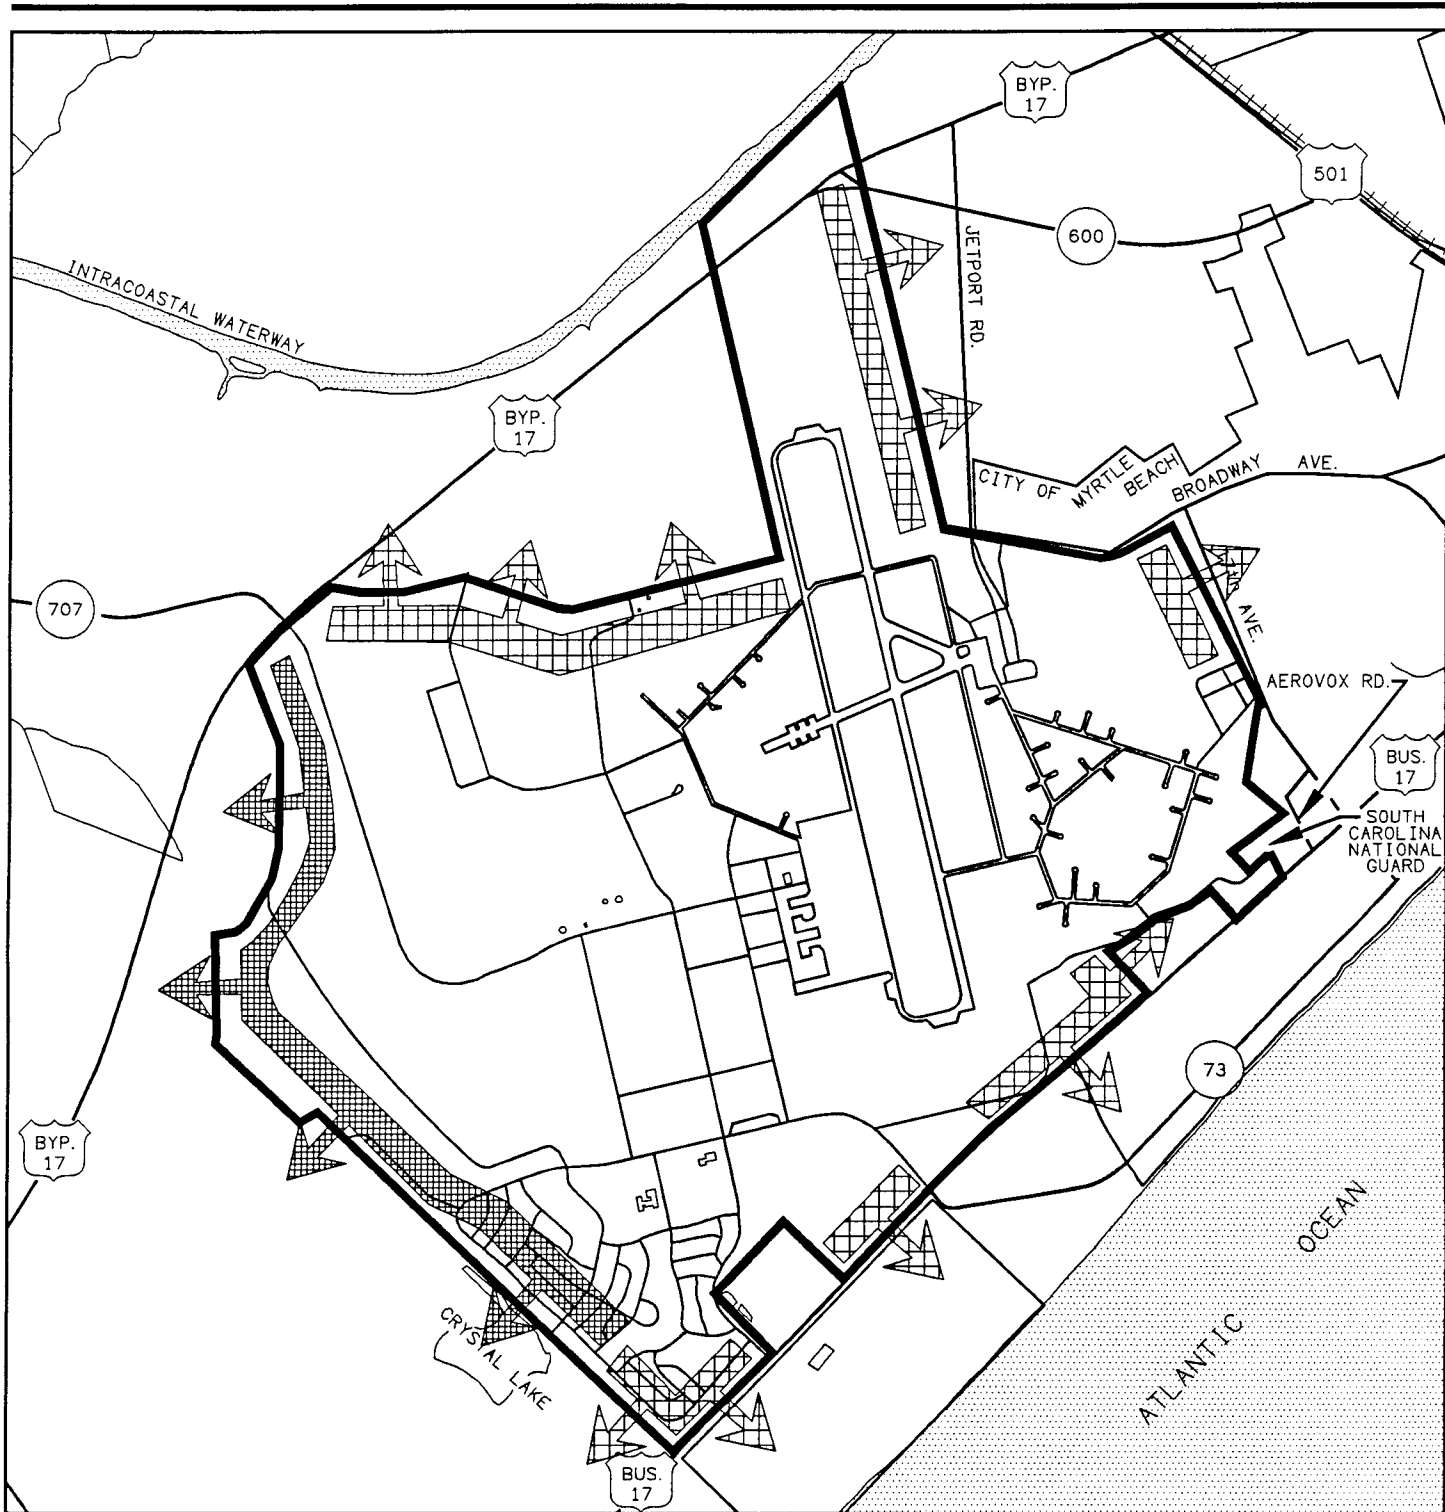 BYP.
17
501
600
JETPORT RD.
INTRACOASTAL WATERWAY
BYP.
17
CITY OF MYRTLE BEACH
BROADWAY AVE.
707
AVE.
AEROVOX RD.
BUS.
17
SOUTH
CAROLINA
NATIONAL
GUARD
73
BYP.
17
OCEAN
ATLANTIC
CRYSTAL LAKE
BUS.
17